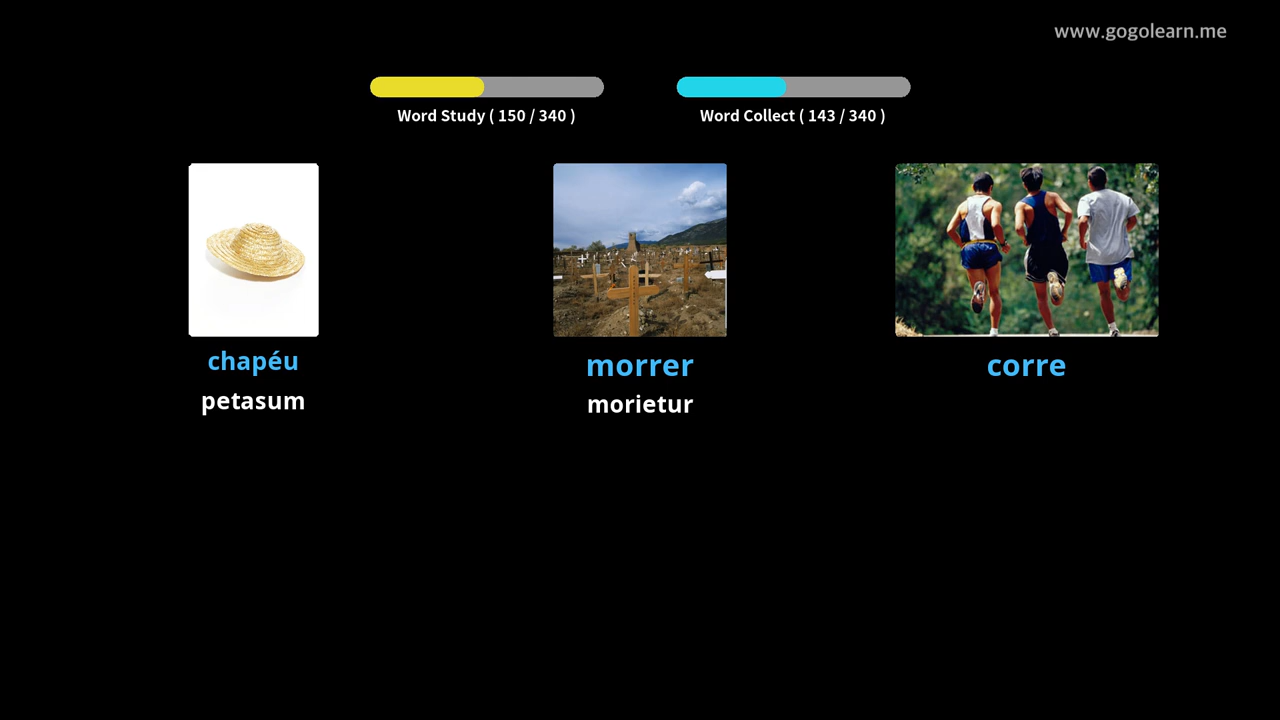 www.gogolearn.me
Word Study ( 150 / 340 )
Word Collect ( 143 / 340 )
chapéu
petasum
morrer
morietur
corre